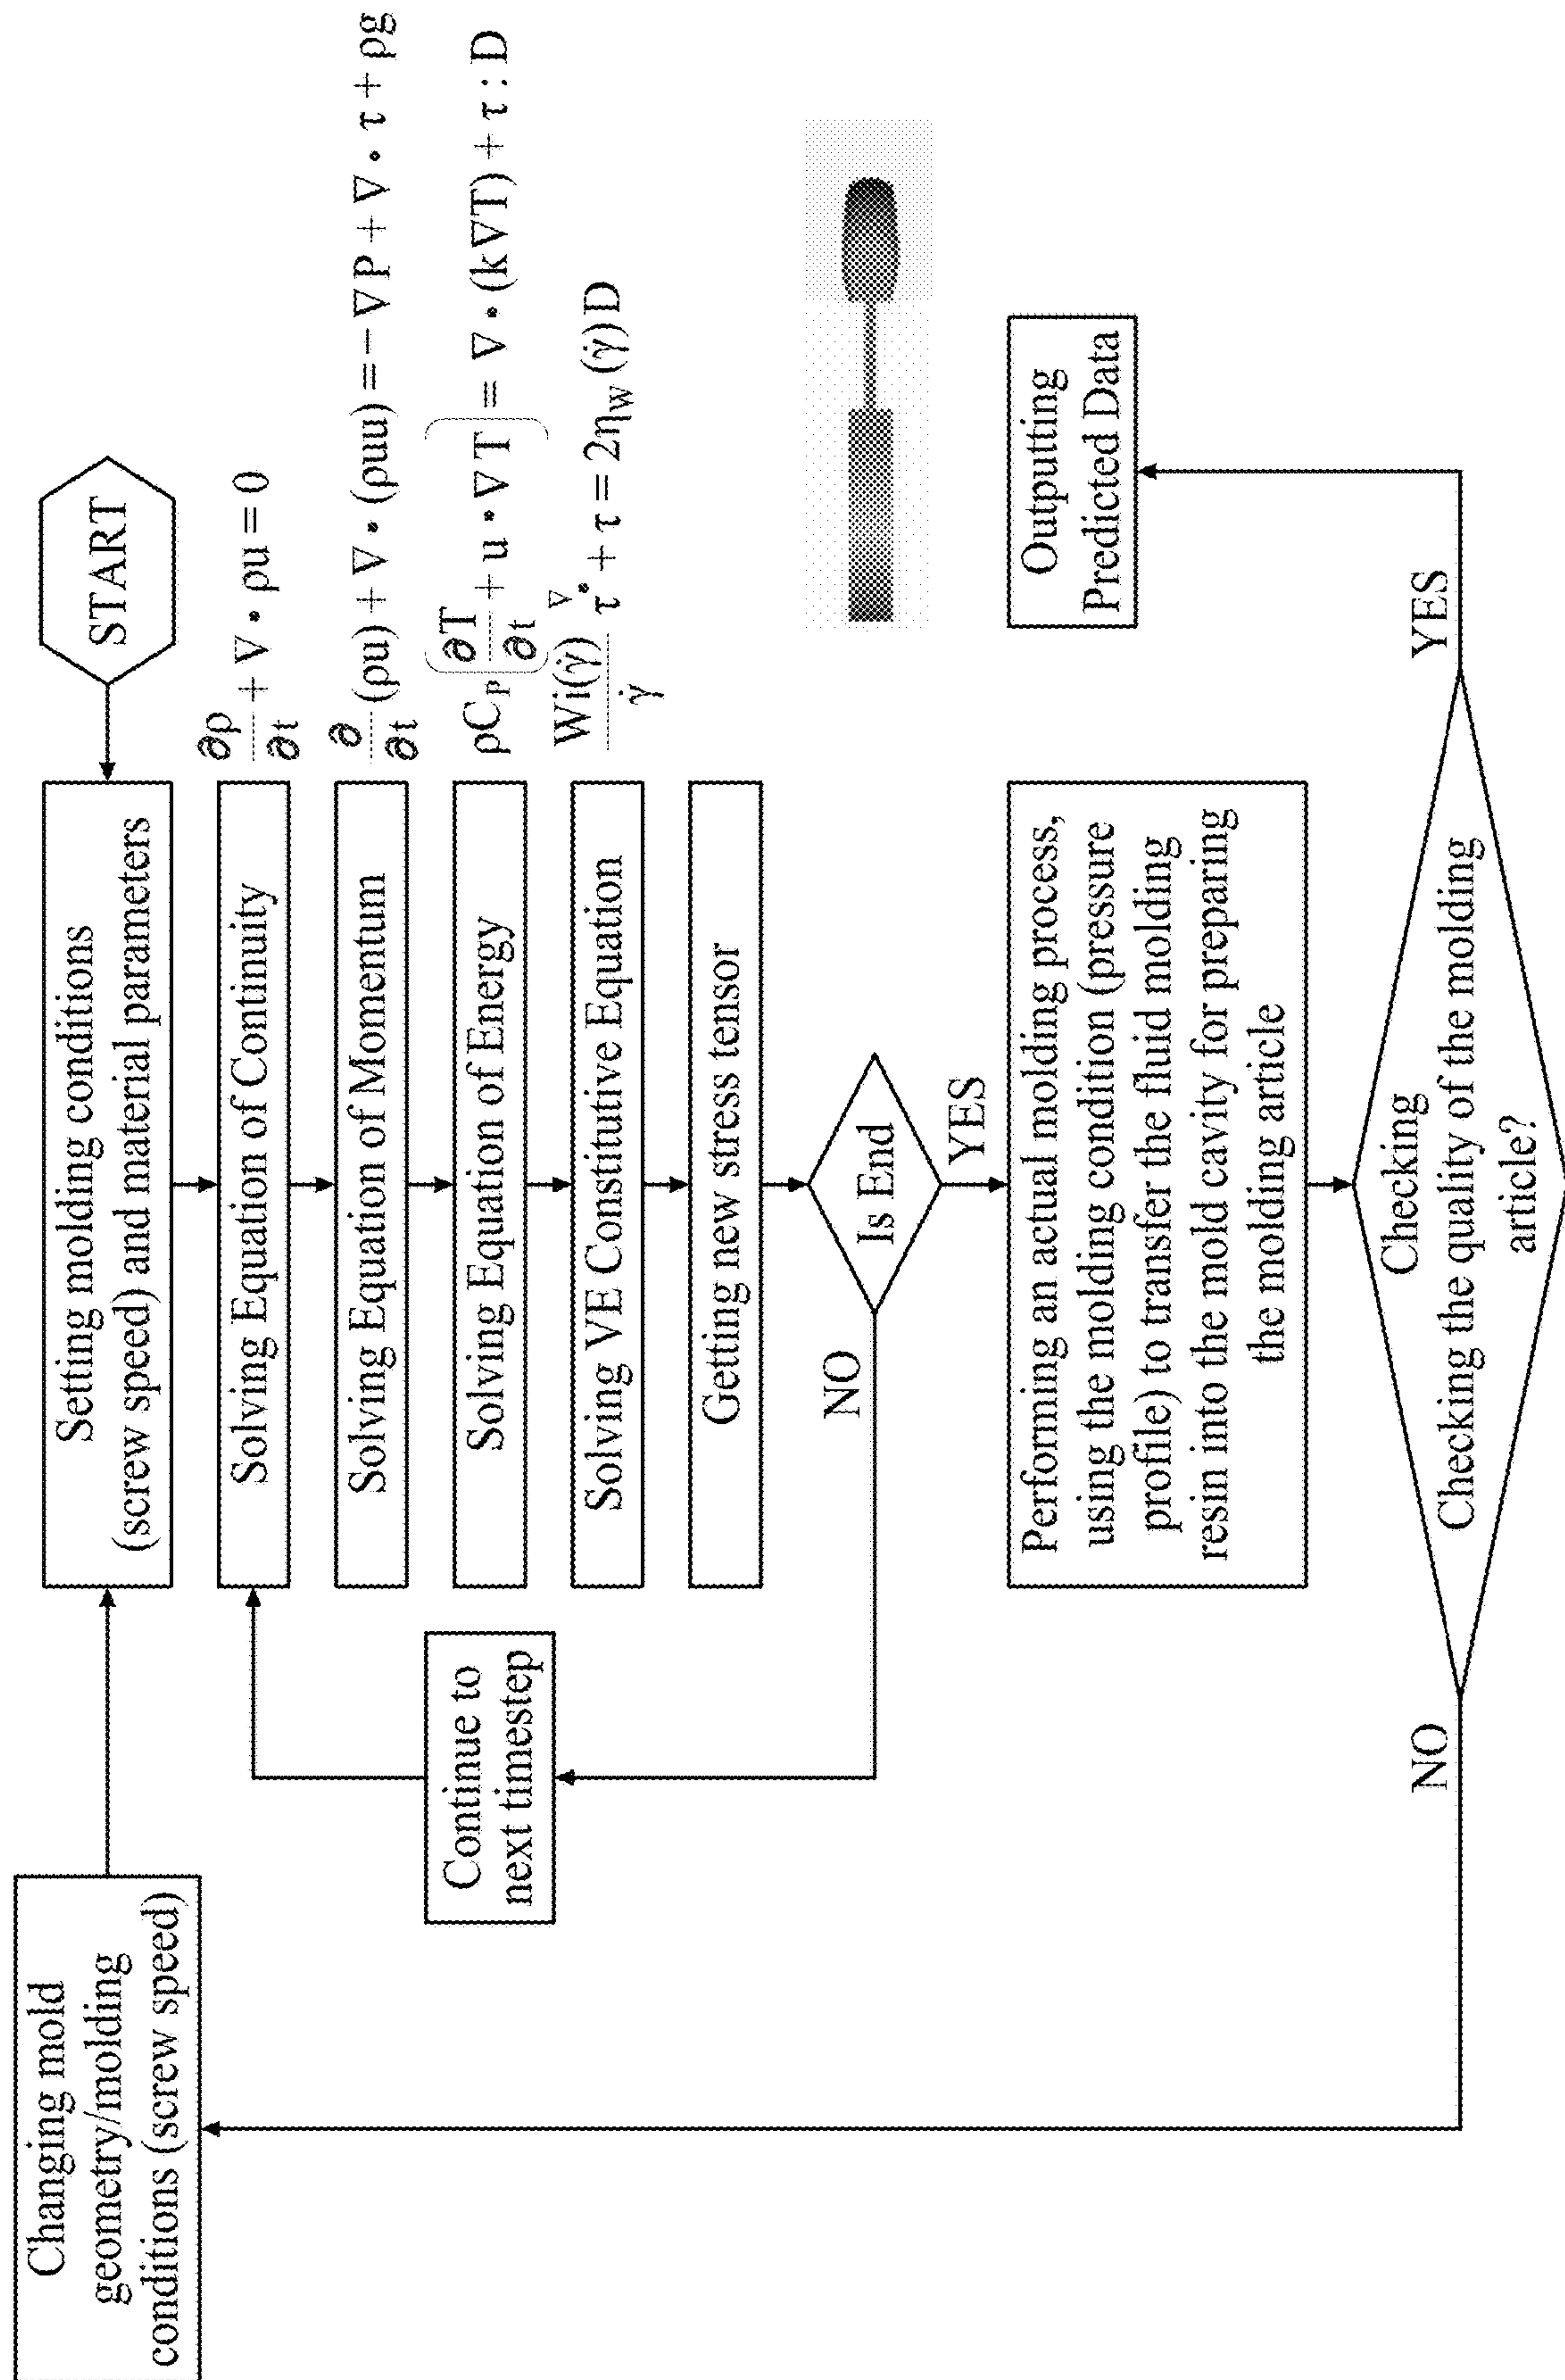 START
Changing mold
geometry/molding
conditions (screw speed)
Setting molding conditions
(screw speed) and material parameters
Solving Equation of Continuity
∂ρ/∂t + ∇ • ρu = 0
Solving Equation of Momentum
∂/∂t (ρu) + ∇ • (ρuu) = −∇P + ∇ • τ + ρg
Solving Equation of Energy
ρC_P (∂T/∂t + u • ∇T) = ∇ • (k∇T) + τ : D
Solving VE Constitutive Equation
Wi(γ̇)/γ̇ τ•^∇ + τ = 2η_W (γ̇) D
Getting new stress tensor
Continue to
next timestep
NO
Is End
YES
Performing an actual molding process,
using the molding condition (pressure
profile) to transfer the fluid molding
resin into the mold cavity for preparing
the molding article
Outputting
Predicted Data
NO
Checking
Checking the quality of the molding
article?
YES